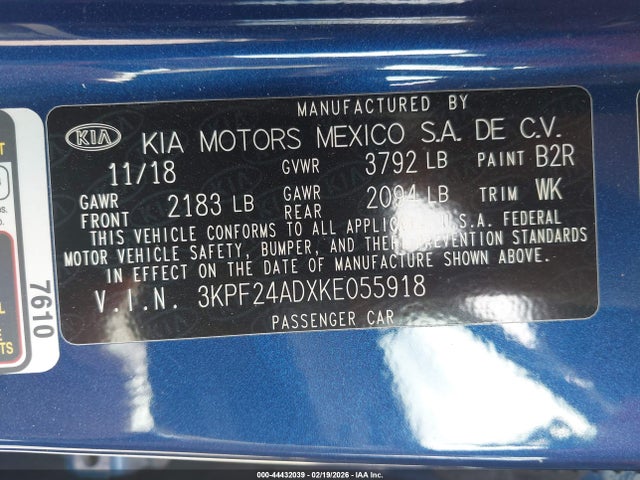 MANUFACTURED BY
KIA KIA MOTORS MEXICO S.A. DE C.V.
11/18 GVWR 3792 LB PAINT B2R
GAWR FRONT 2183 LB GAWR REAR 2094 LB TRIM WK
THIS VEHICLE CONFORMS TO ALL APPLICABLE U.S.A. FEDERAL
MOTOR VEHICLE SAFETY, BUMPER, AND THEFT PREVENTION STANDARDS
IN EFFECT ON THE DATE OF MANUFACTURE SHOWN ABOVE.
V.I.N. 3KPF24ADXKE055918
PASSENGER CAR
7610
000-44432039 - 02/19/2026 - IAA Inc.